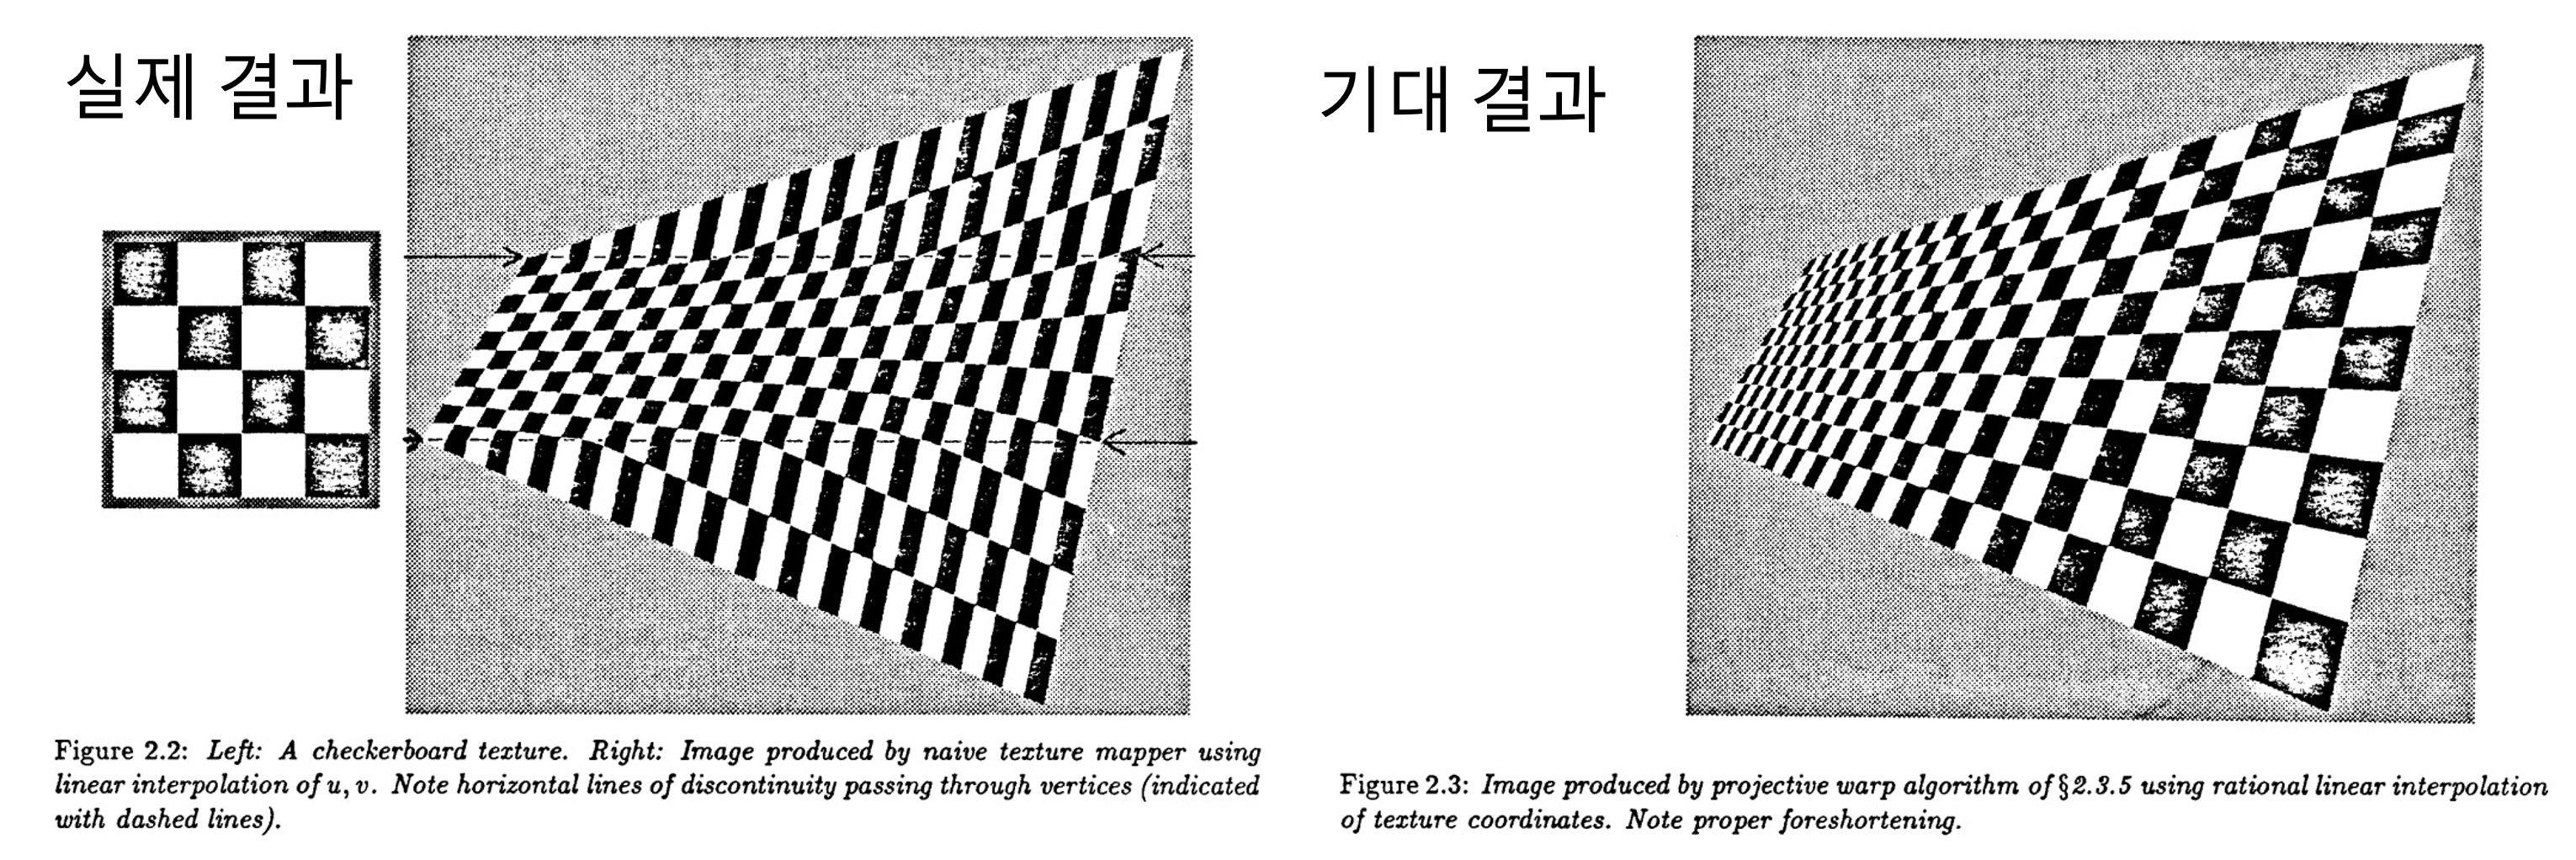 실제 결과
기대 결과
Figure 2.2: Left: A checkerboard texture. Right: Image produced by naive texture mapper using
linear interpolation of u, v. Note horizontal lines of discontinuity passing through vertices (indicated
with dashed lines).
Figure 2.3: Image produced by projective warp algorithm of §2.3.5 using rational linear interpolation
of texture coordinates. Note proper foreshortening.